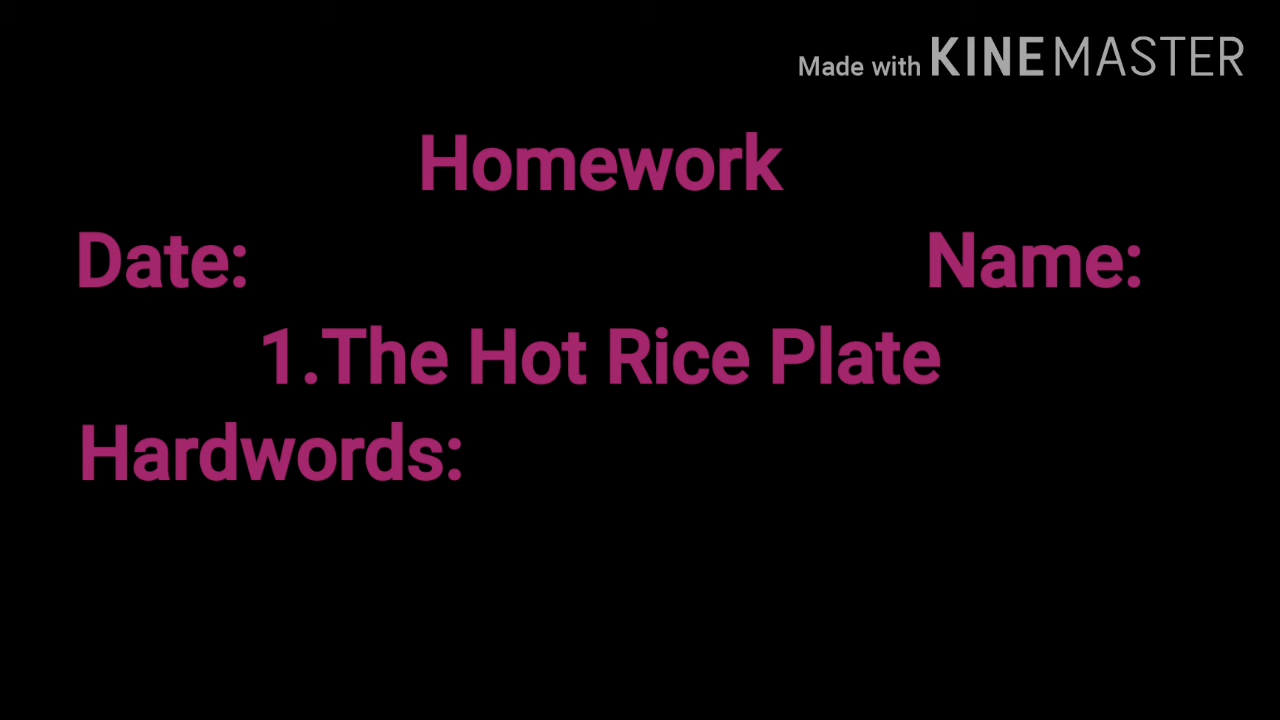 Made with KINEMASTER
Homework
Date: Name:
1.The Hot Rice Plate
Hardwords: